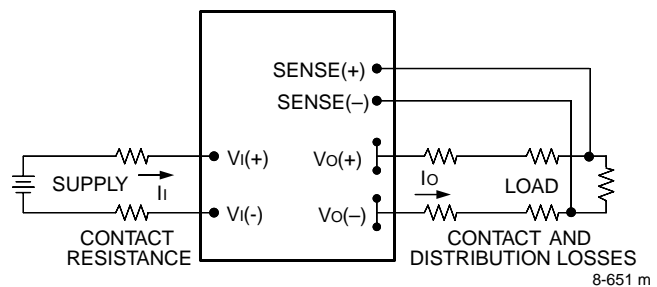 SENSE(+)
SENSE(–)
VI(+)
VO(+)
SUPPLY
II
IO
LOAD
VI(-)
VO(–)
CONTACT
RESISTANCE
CONTACT AND
DISTRIBUTION LOSSES
8-651 m